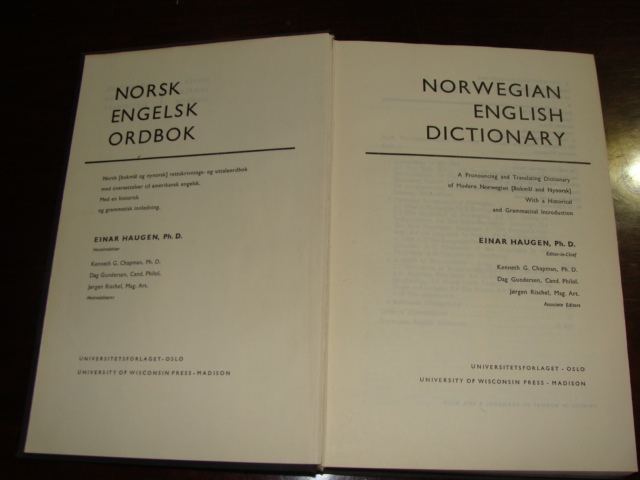 NORSK
ENGELSK
ORDBOK
Norsk [bokmål og nynorsk] rettskrivnings- og uttaleordbok
med oversettelser til amerikansk engelsk.
Med en historisk
og grammatisk innledning.
EINAR HAUGEN, Ph. D.
Hovedredaktør
Kenneth G. Chapman, Ph. D.
Dag Gundersen, Cand. Philol.
Jørgen Rischel, Mag. Art.
Medredaktører
UNIVERSITETSFORLAGET - OSLO
UNIVERSITY OF WISCONSIN PRESS - MADISON
NORWEGIAN
ENGLISH
DICTIONARY
A Pronouncing and Translating Dictionary
of Modern Norwegian [Bokmål and Nynorsk]
With a Historical
and Grammatical Introduction
EINAR HAUGEN, Ph. D.
Editor-in-Chief
Kenneth G. Chapman, Ph. D.
Dag Gundersen, Cand. Philol.
Jørgen Rischel, Mag. Art.
Associate Editors
UNIVERSITETSFORLAGET - OSLO
UNIVERSITY OF WISCONSIN PRESS - MADISON